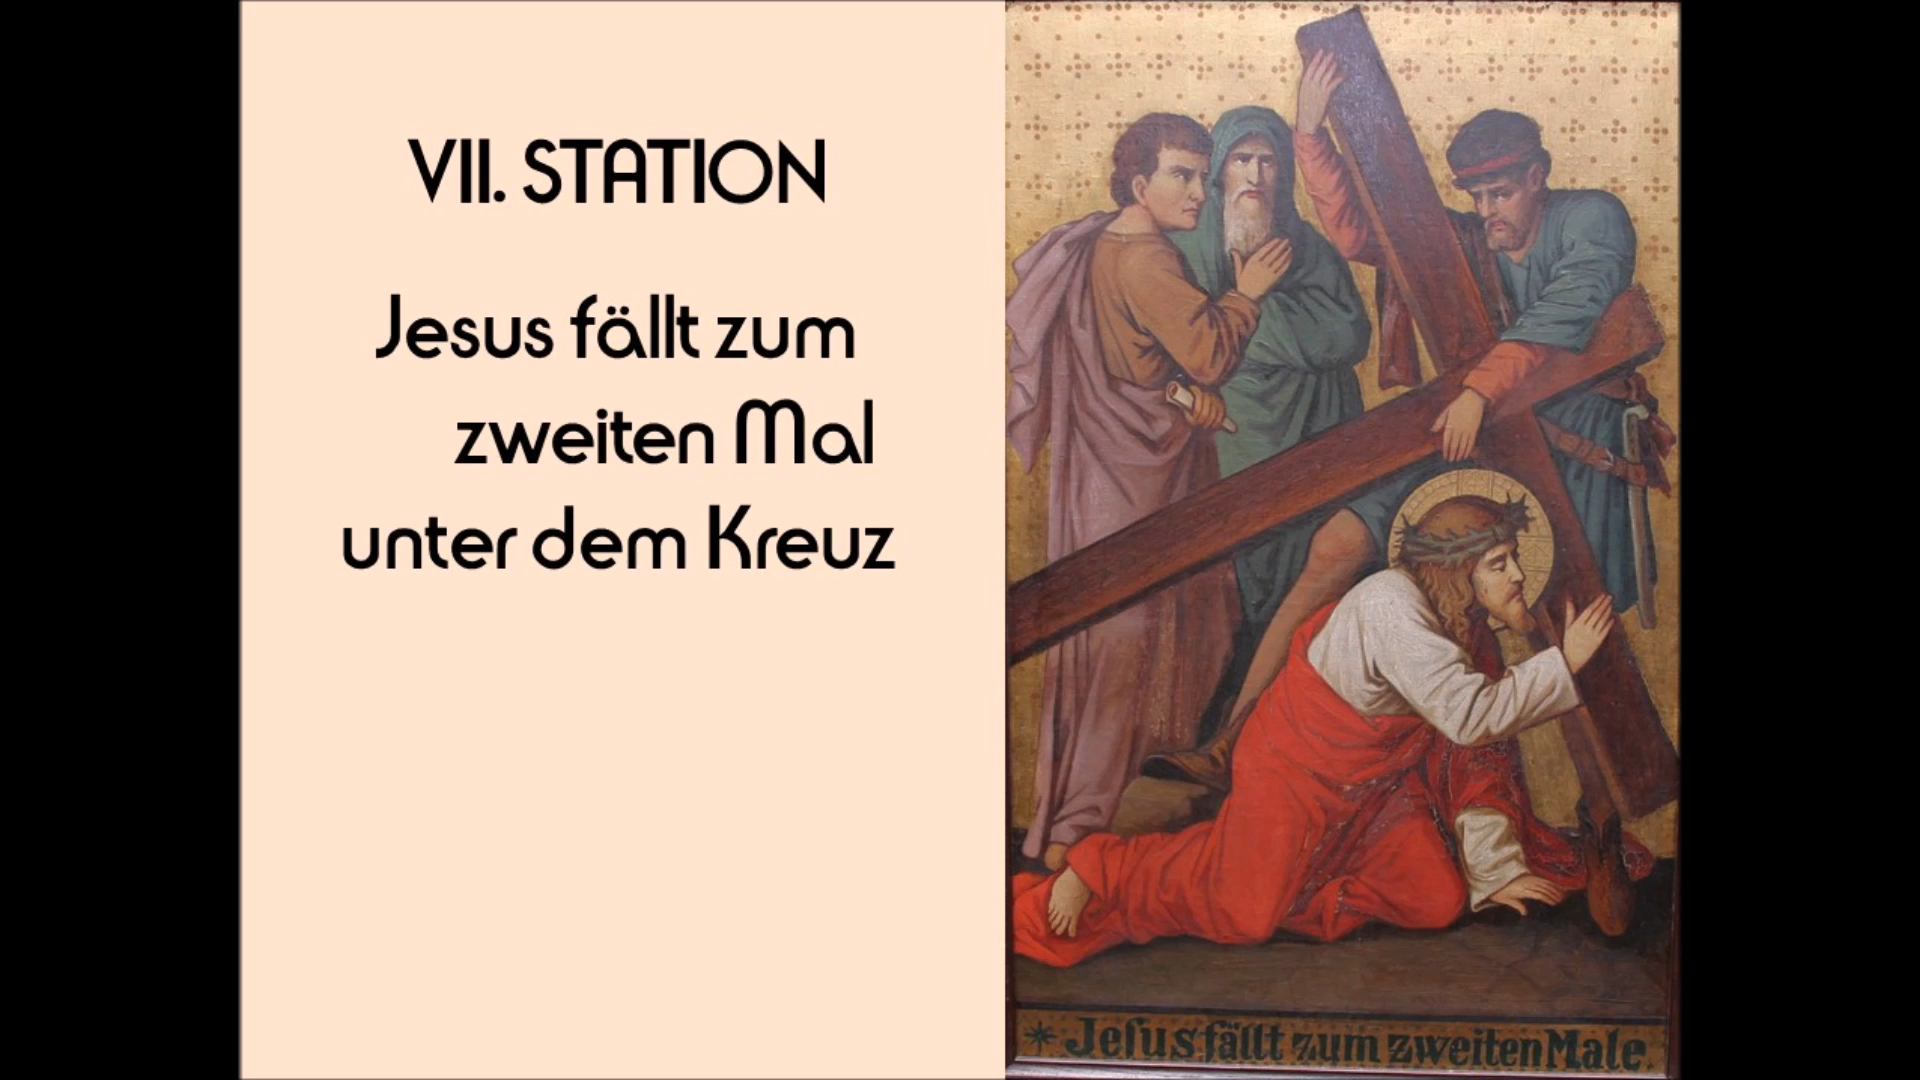 VII. STATION
Jesus fällt zum
zweiten Mal
unter dem Kreuz
Jeſus fällt zum zweiten Male.